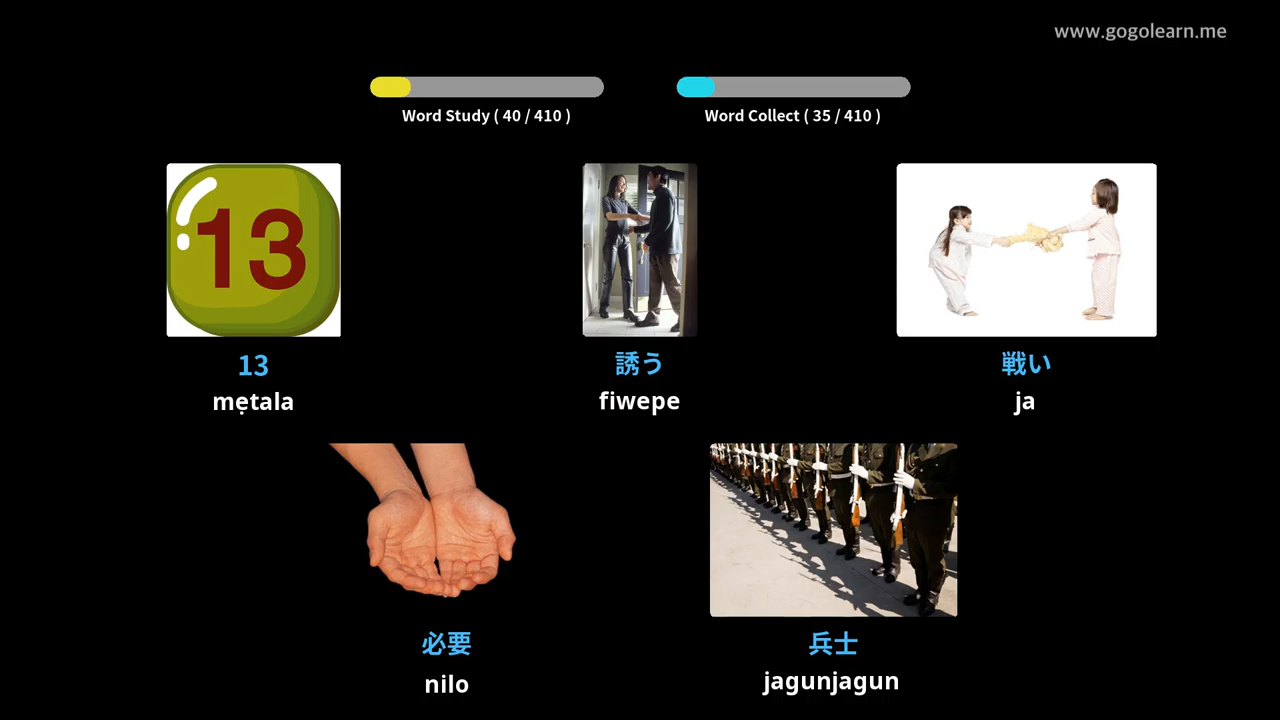 www.gogolearn.me
Word Study ( 40 / 410 )
Word Collect ( 35 / 410 )
13
13
mẹtala
誘う
fiwepe
戦い
ja
必要
nilo
兵士
jagunjagun